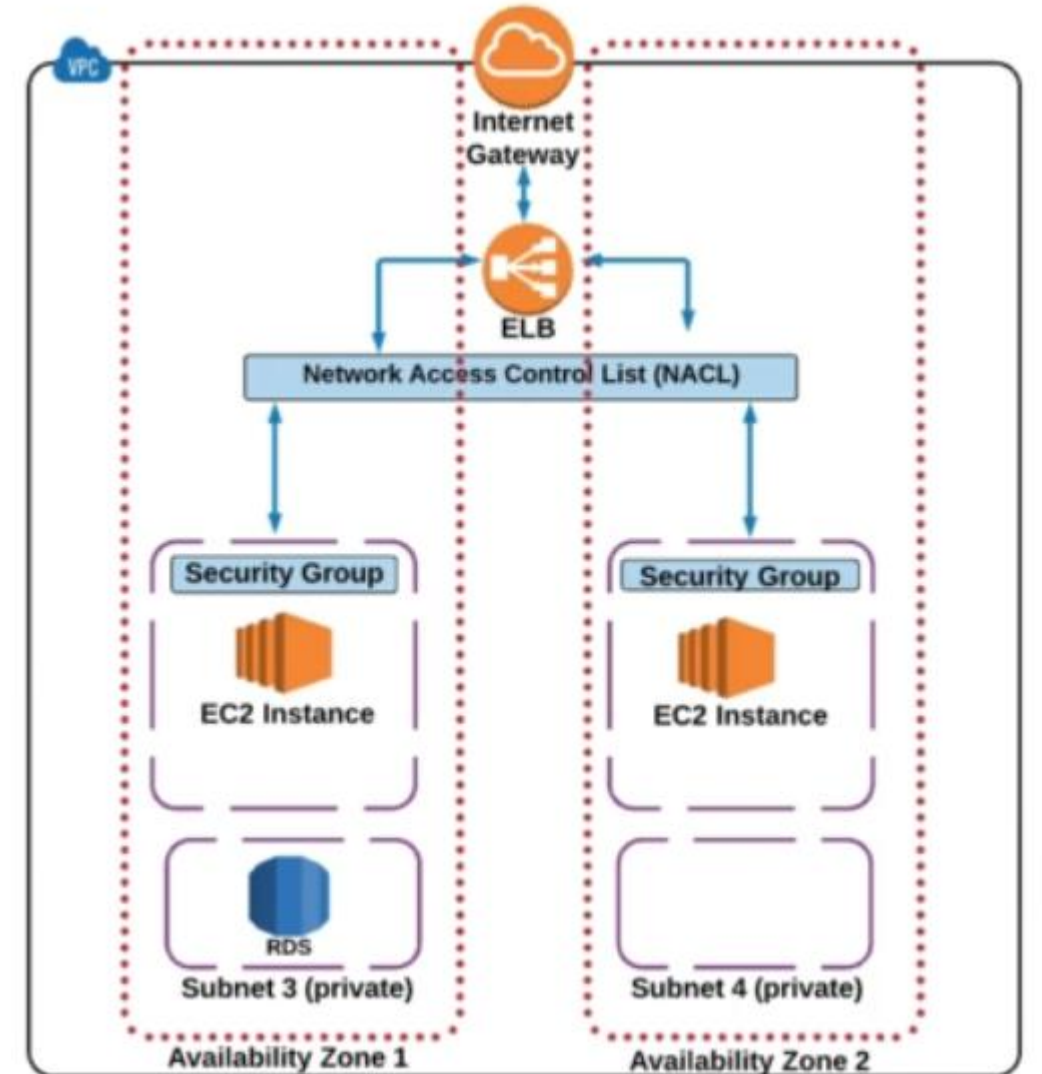 VPC
Internet
Gateway
ELB
Network Access Control List (NACL)
Security Group
Security Group
EC2 Instance
EC2 Instance
RDS
Subnet 3 (private)
Subnet 4 (private)
Availability Zone 1
Availability Zone 2